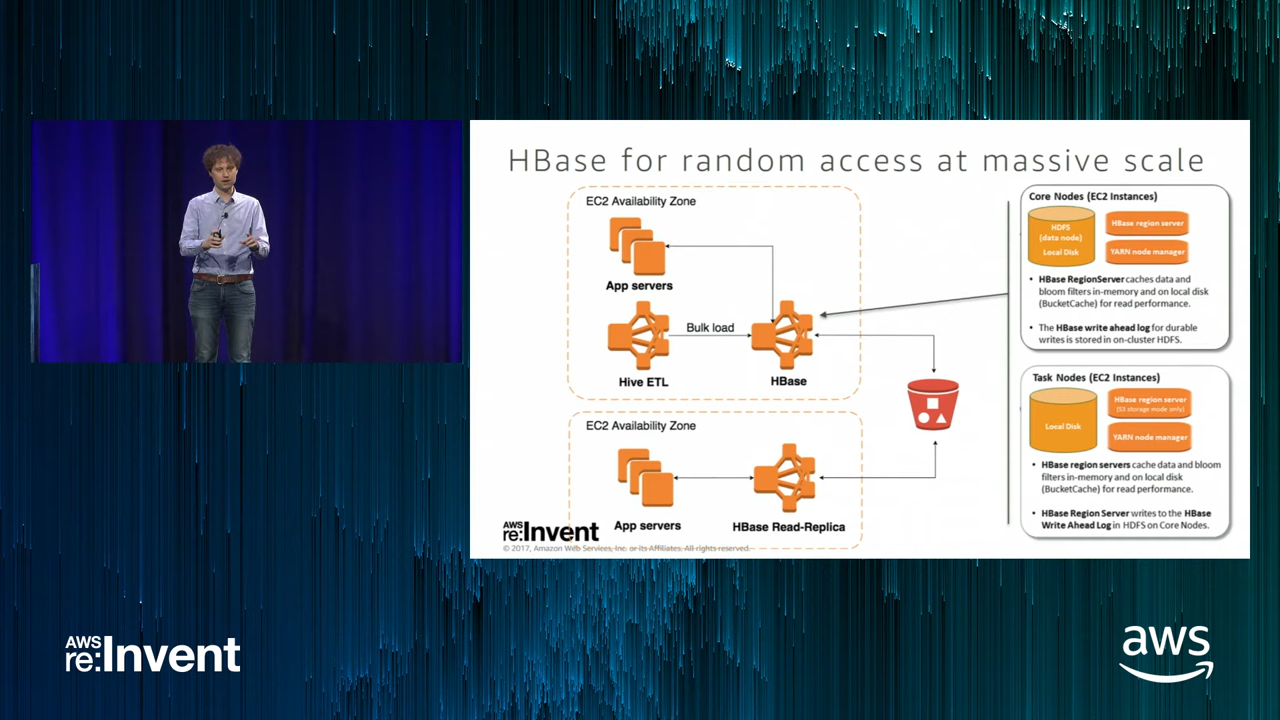 HBase for random access at massive scale
EC2 Availability Zone
App servers
Bulk load
Hive ETL
HBase
EC2 Availability Zone
App servers
HBase Read-Replica
Core Nodes (EC2 Instances)
HDFS
(data node)
Local Disk
HBase region server
YARN node manager
• HBase RegionServer caches data and
bloom filters in-memory and on local disk
(BucketCache) for read performance.
• The HBase write ahead log for durable
writes is stored in on-cluster HDFS.
Task Nodes (EC2 Instances)
Local Disk
HBase region server
(S3 storage mode only)
YARN node manager
• HBase region servers cache data and bloom
filters in-memory and on local disk
(BucketCache) for read performance.
• HBase Region Server writes to the HBase
Write Ahead Log in HDFS on Core Nodes.
AWS
re:Invent
© 2017, Amazon Web Services, Inc. or its Affiliates. All rights reserved.
AWS
re:Invent
aws